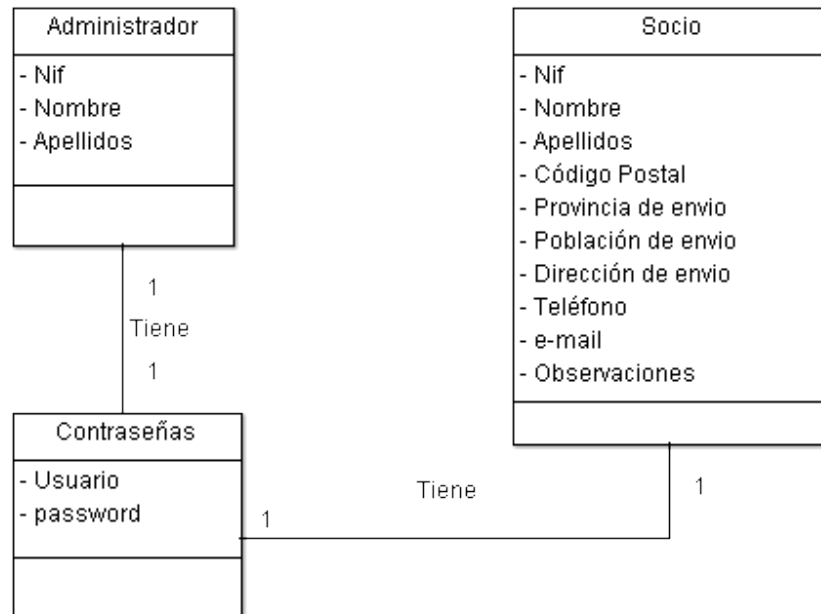 Administrador
- Nif
- Nombre
- Apellidos
Socio
- Nif
- Nombre
- Apellidos
- Código Postal
- Provincia de envio
- Población de envio
- Dirección de envio
- Teléfono
- e-mail
- Observaciones
1
Tiene
1
Contraseñas
- Usuario
- password
1
Tiene
1